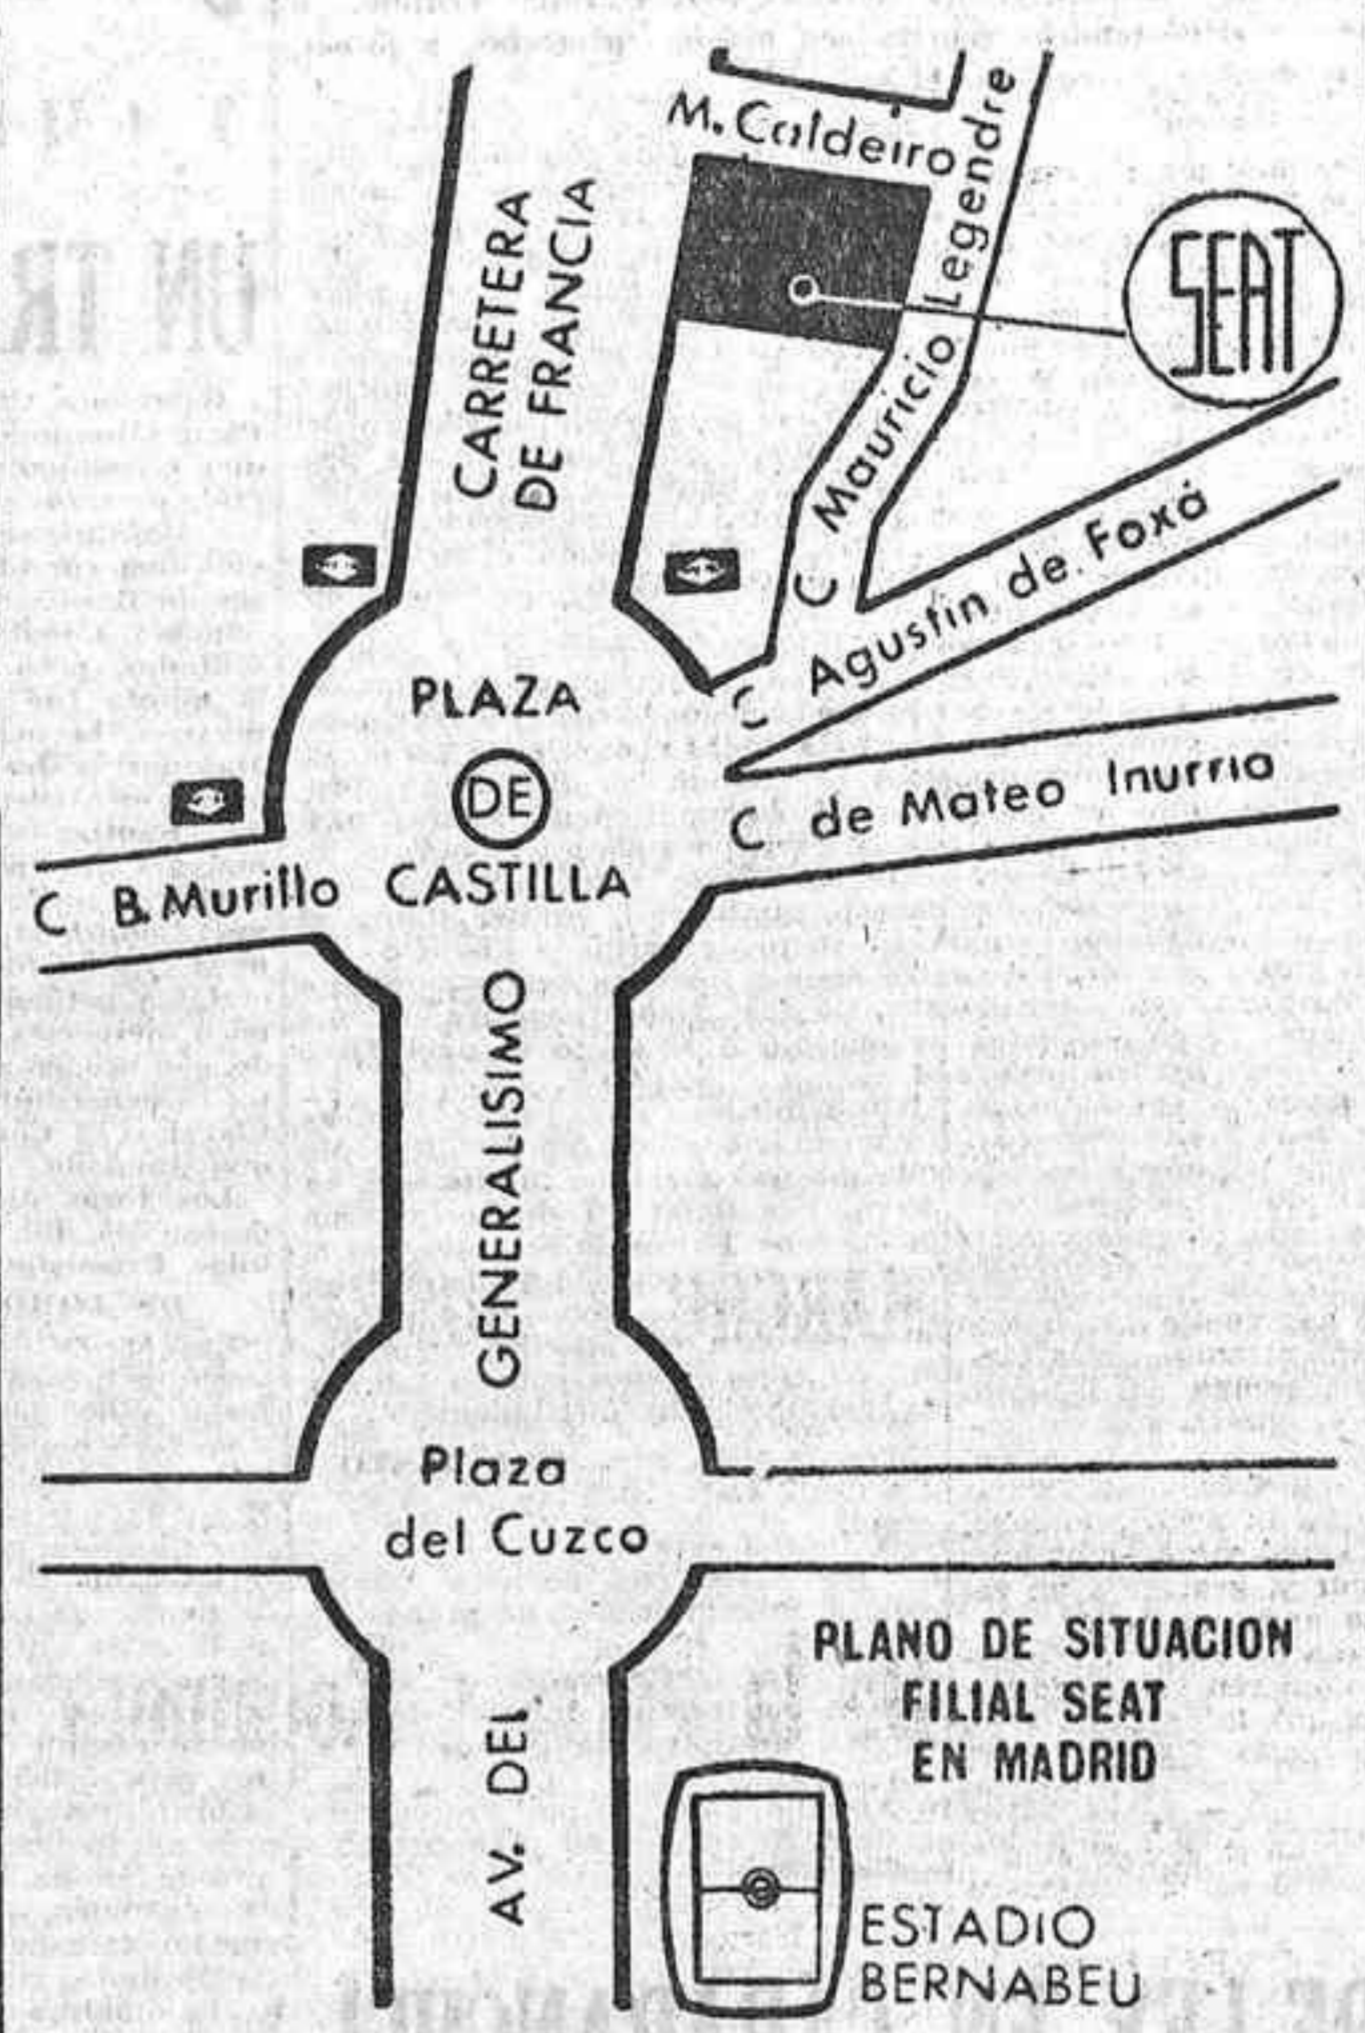 M. Caldeiro
CARRETERA
DE FRANCIA
C Mauricio Legendre
SEAT
C Agustín de. Foxá
PLAZA
DE
CASTILLA
C de Mateo Inurria
C B. Murillo
AV. DEL GENERALISIMO
Plaza
del Cuzco
PLANO DE SITUACION
FILIAL SEAT
EN MADRID
ESTADIO
BERNABEU